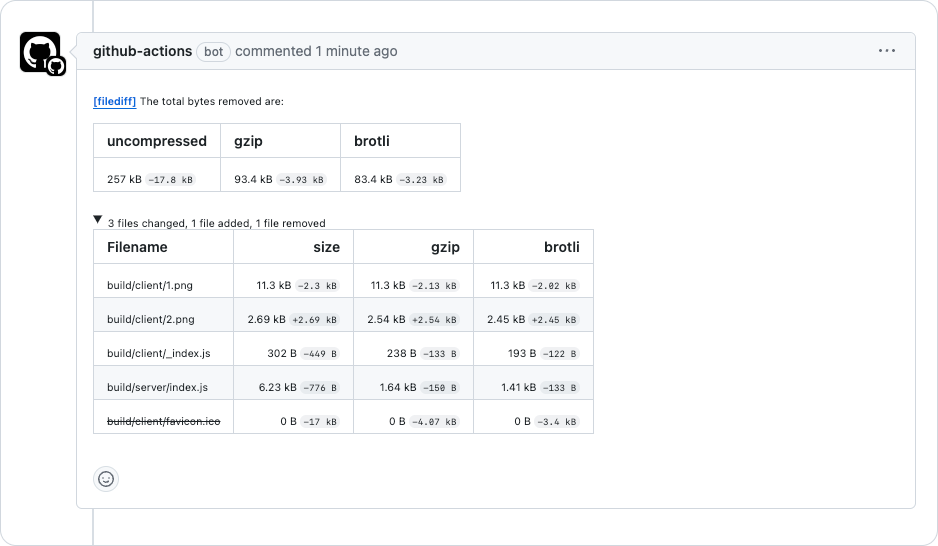 github-actions bot commented 1 minute ago
[filediff] The total bytes removed are:
uncompressed gzip brotli
257 kB −17.8 kB 93.4 kB −3.93 kB 83.4 kB −3.23 kB
3 files changed, 1 file added, 1 file removed
Filename size gzip brotli
build/client/1.png 11.3 kB −2.3 kB 11.3 kB −2.13 kB 11.3 kB −2.02 kB
build/client/2.png 2.69 kB +2.69 kB 2.54 kB +2.54 kB 2.45 kB +2.45 kB
build/client/_index.js 302 B −449 B 238 B −133 B 193 B −122 B
build/server/index.js 6.23 kB −776 B 1.64 kB −150 B 1.41 kB −133 B
build/client/favicon.ico 0 B −17 kB 0 B −4.07 kB 0 B −3.4 kB